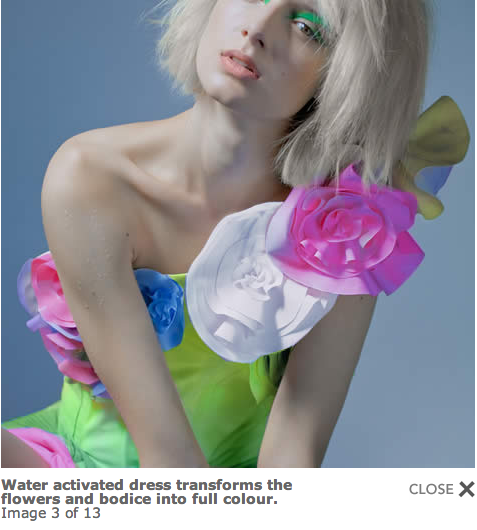 Water activated dress transforms the
flowers and bodice into full colour.
Image 3 of 13
CLOSE